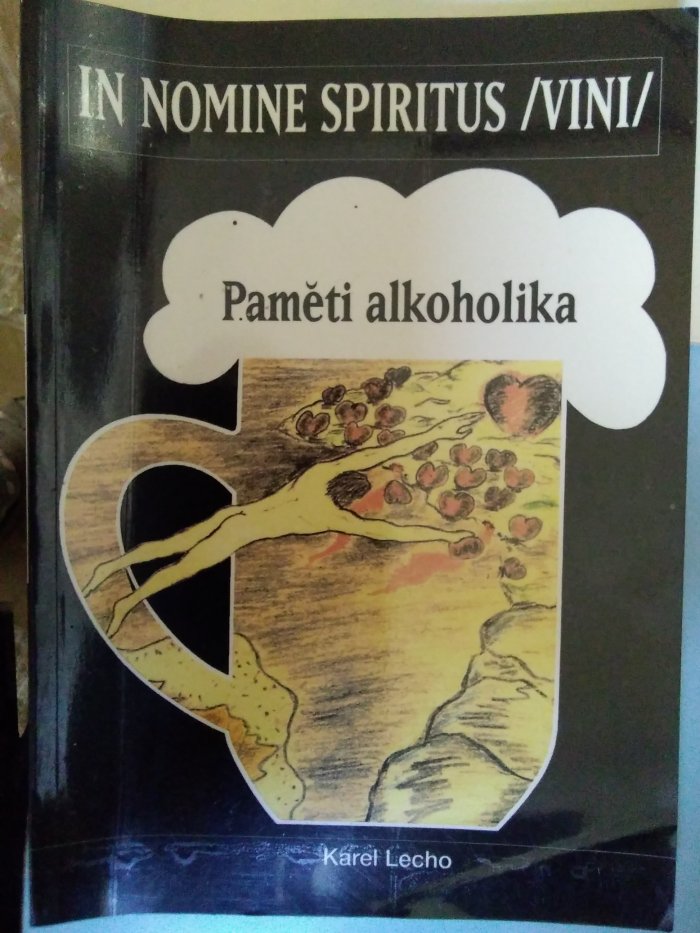 IN NOMINE SPIRITUS /VINI/
Paměti alkoholika
Karel Lecho